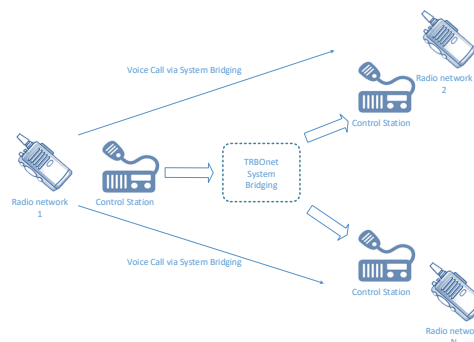 Voice Call via System Bridging
Radio network
2
Control Station
TRBOnet
System
Bridging
Radio network
1
Control Station
Voice Call via System Bridging
Control Station
Radio netwo